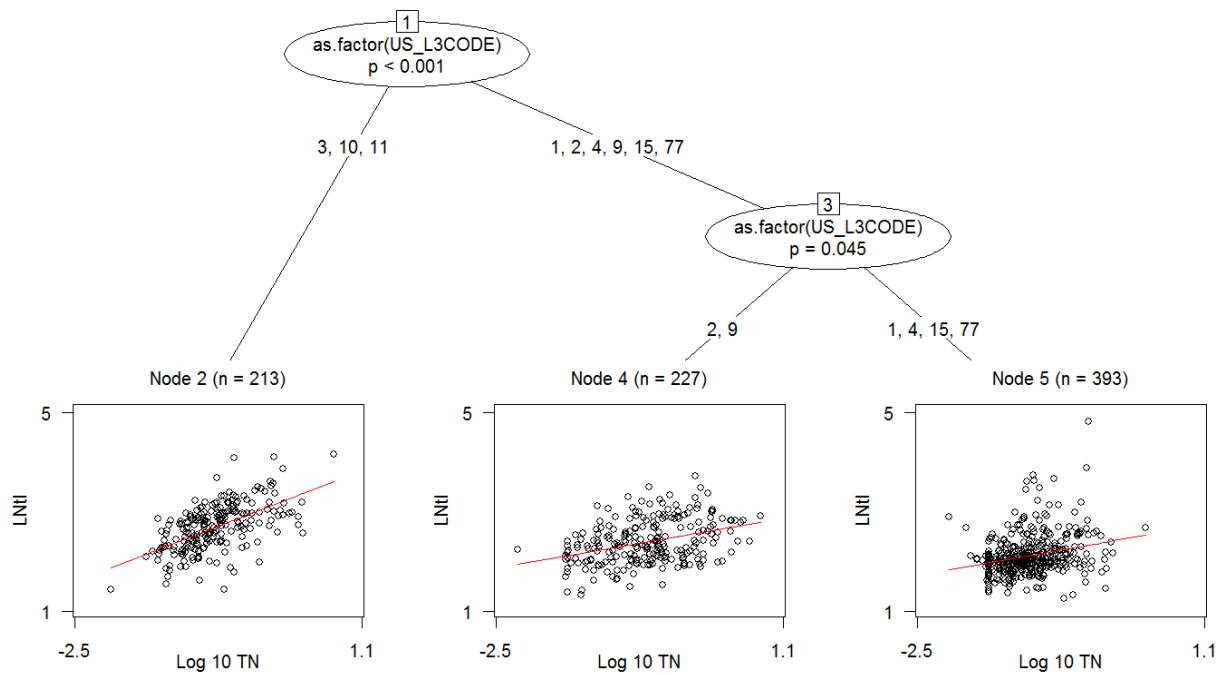 1
as.factor(US_L3CODE)
p < 0.001
3, 10, 11
1, 2, 4, 9, 15, 77
3
as.factor(US_L3CODE)
p = 0.045
2, 9
1, 4, 15, 77
Node 2 (n = 213)
Node 4 (n = 227)
Node 5 (n = 393)
5
LNtl
1
-2.5
1.1
Log 10 TN
5
LNtl
1
-2.5
1.1
Log 10 TN
5
LNtl
1
-2.5
1.1
Log 10 TN